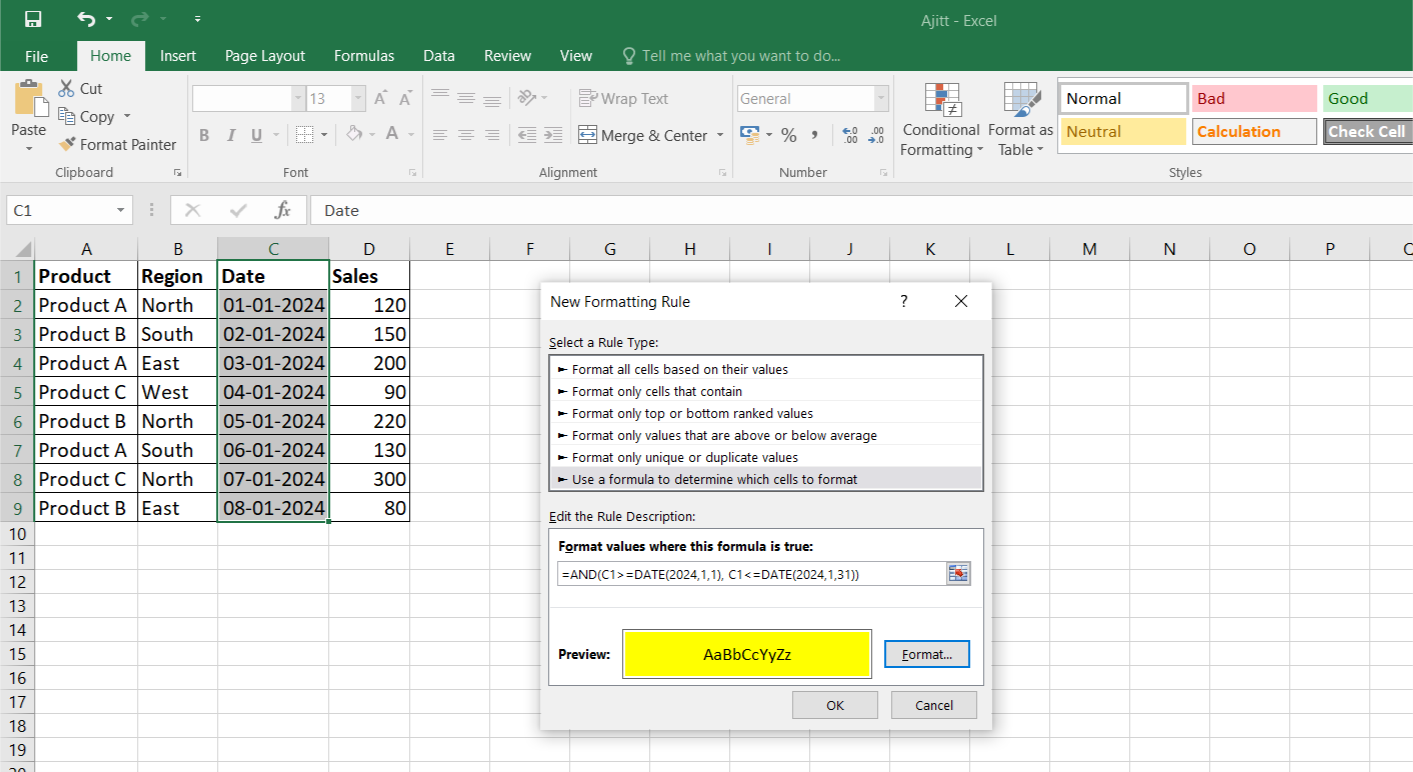 Ajitt - Excel
File Home Insert Page Layout Formulas Data Review View Tell me what you want to do...
Paste
Cut
Copy
Format Painter
Clipboard
13 A A
B I U A
Font
Wrap Text
Merge & Center
Alignment
General
% , .0 .00 .00 .0
Number
Conditional Formatting
Format as Table
Normal Bad Good
Neutral Calculation Check Cell
Styles
C1 fx Date
A B C D E F G H I J K L M N O P Q
1 Product Region Date Sales
2 Product A North 01-01-2024 120
3 Product B South 02-01-2024 150
4 Product A East 03-01-2024 200
5 Product C West 04-01-2024 90
6 Product B North 05-01-2024 220
7 Product A South 06-01-2024 130
8 Product C North 07-01-2024 300
9 Product B East 08-01-2024 80
10
11
12
13
14
15
16
17
18
19
20
New Formatting Rule ?
Select a Rule Type:
► Format all cells based on their values
► Format only cells that contain
► Format only top or bottom ranked values
► Format only values that are above or below average
► Format only unique or duplicate values
► Use a formula to determine which cells to format
Edit the Rule Description:
Format values where this formula is true:
=AND(C1>=DATE(2024,1,1), C1<=DATE(2024,1,31))
Preview: AaBbCcYyZz Format...
OK Cancel